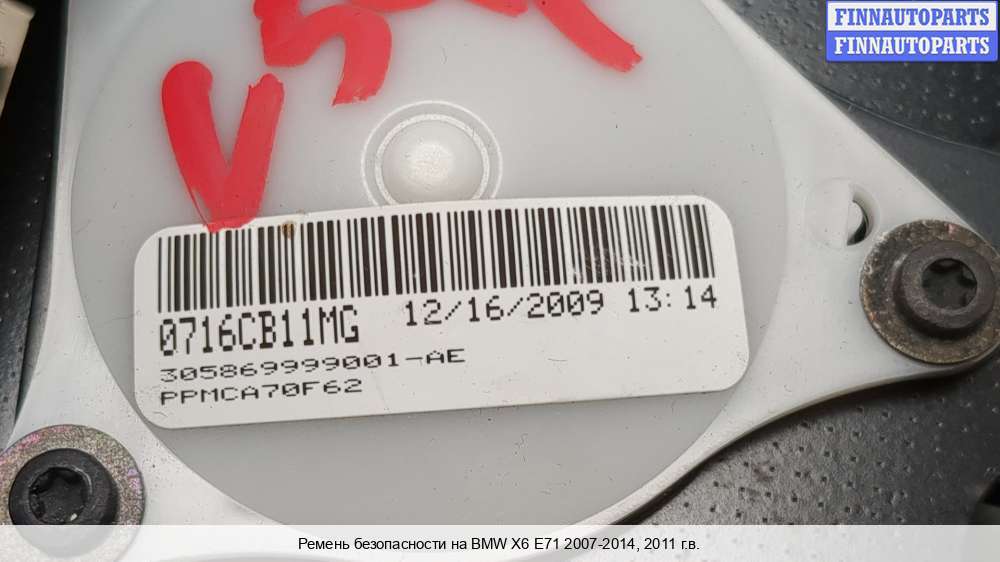 FINNAUTOPARTS
FINNAUTOPARTS
0716CB11MG 12/16/2009 13:14
305869999001-AE
PPMCA70F62
Ремень безопасности на BMW X6 E71 2007-2014, 2011 г.в.